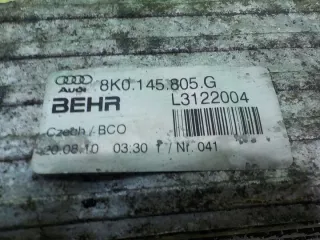 Audi 8K0.145.805.G
BEHR L3122004
Czech / BCO
20.08.10 03.30 / Nr. 041